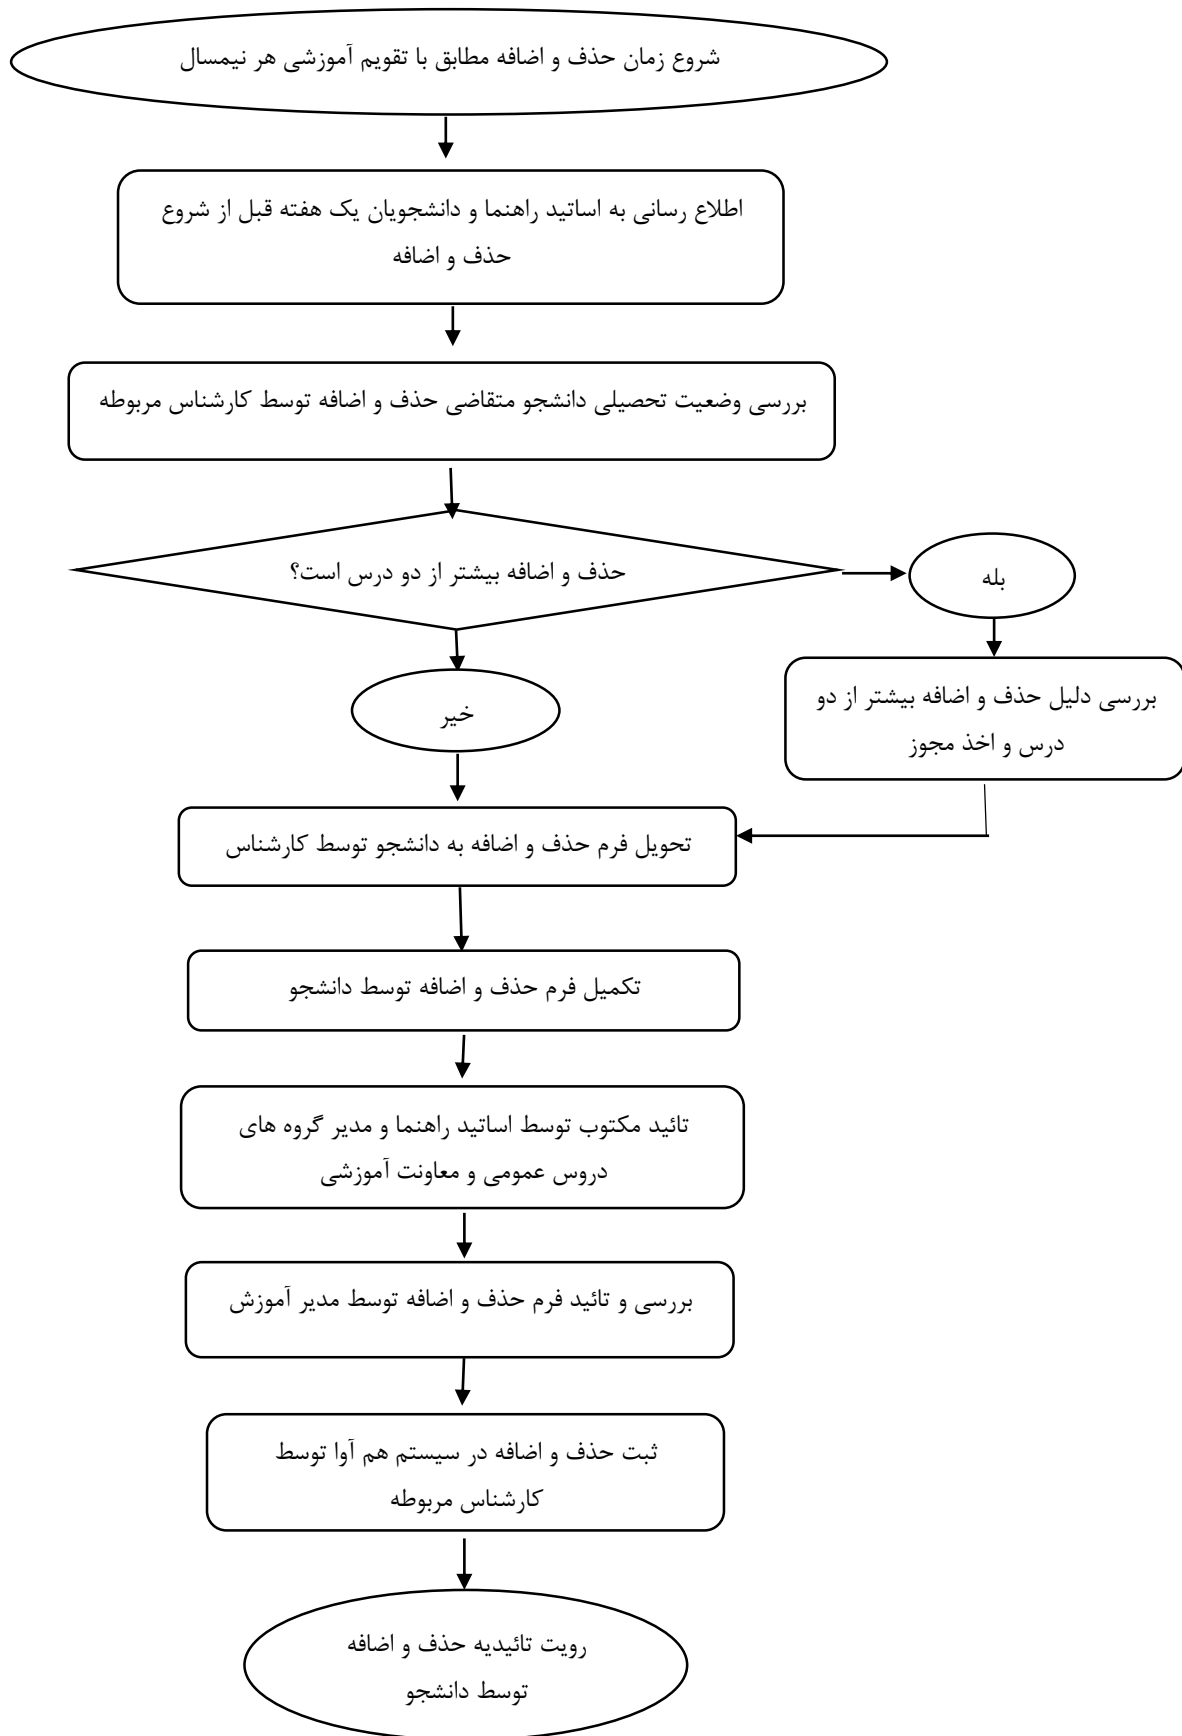 شروع زمان حذف و اضافه مطابق با تقویم آموزشی هر نیمسال
اطلاع رسانی به اساتید راهنما و دانشجویان یک هفته قبل از شروع
حذف و اضافه
بررسی وضعیت تحصیلی دانشجو متقاضی حذف و اضافه توسط کارشناس مربوطه
حذف و اضافه بیشتر از دو درس است؟
بله
بررسی دلیل حذف و اضافه بیشتر از دو
درس و اخذ مجوز
خیر
تحویل فرم حذف و اضافه به دانشجو توسط کارشناس
تکمیل فرم حذف و اضافه توسط دانشجو
تائید مکتوب توسط اساتید راهنما و مدیر گروه های
دروس عمومی و معاونت آموزشی
بررسی و تائید فرم حذف و اضافه توسط مدیر آموزش
ثبت حذف و اضافه در سیستم هم آوا توسط
کارشناس مربوطه
رویت تائیدیه حذف و اضافه
توسط دانشجو